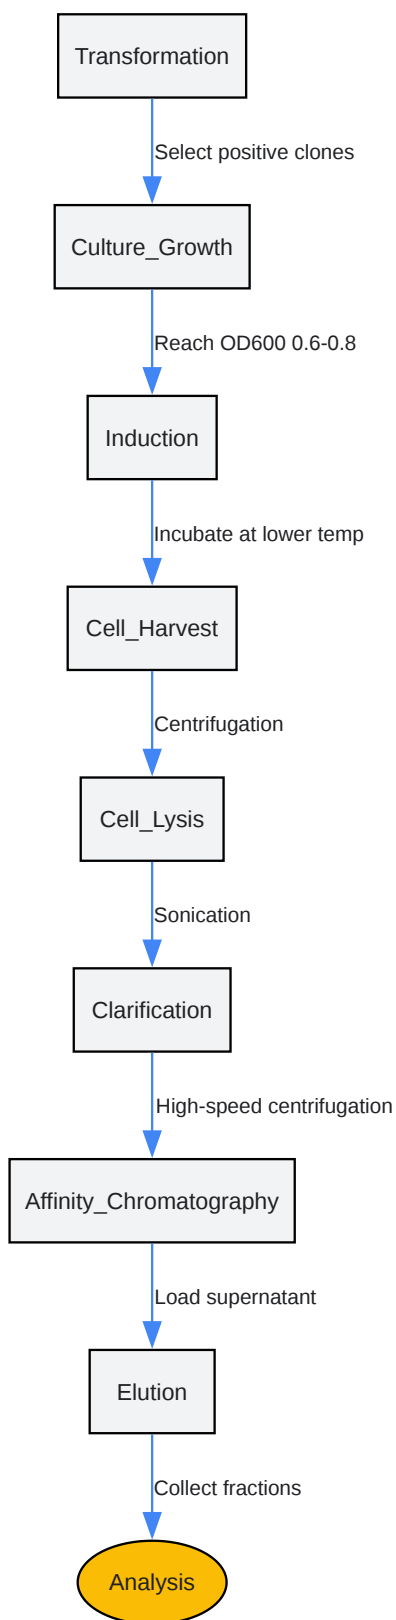 Transformation
Select positive clones
Culture_Growth
Reach OD600 0.6-0.8
Induction
Incubate at lower temp
Cell_Harvest
Centrifugation
Cell_Lysis
Sonication
Clarification
High-speed centrifugation
Affinity_Chromatography
Load supernatant
Elution
Collect fractions
Analysis